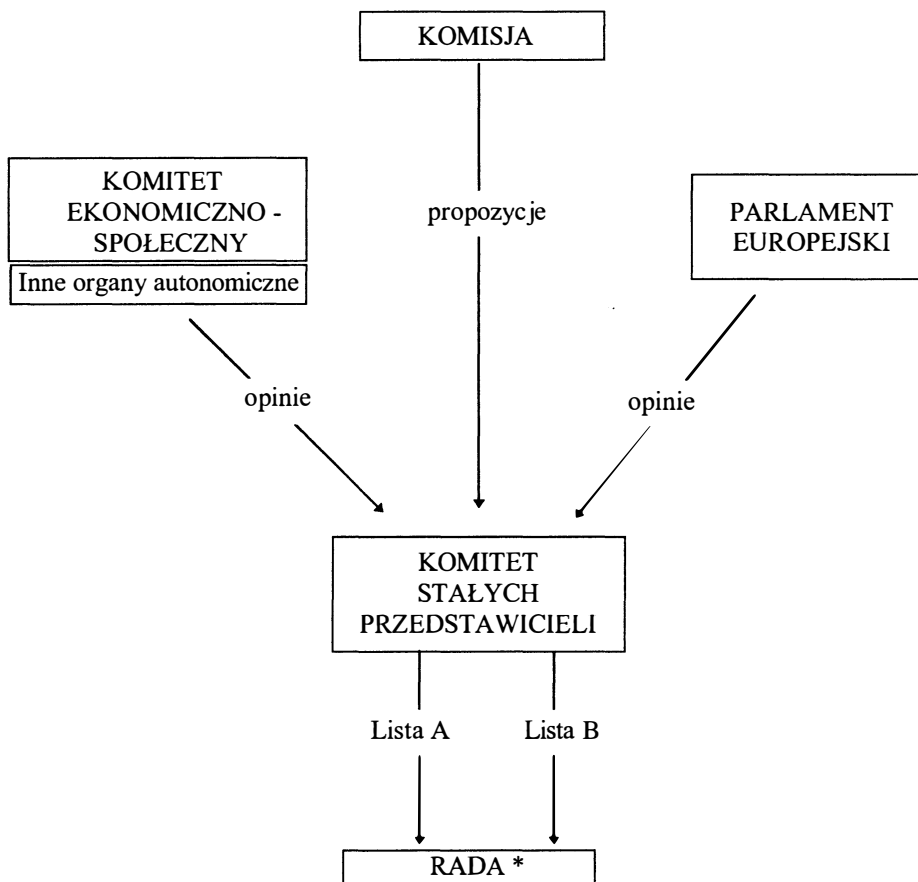 KOMISJA
KOMITET
EKONOMICZNO -
SPOŁECZNY
Inne organy autonomiczne
propozycje
PARLAMENT
EUROPEJSKI
opinie
opinie
KOMITET
STAŁYCH
PRZEDSTAWICIELI
Lista A
Lista B
RADA *